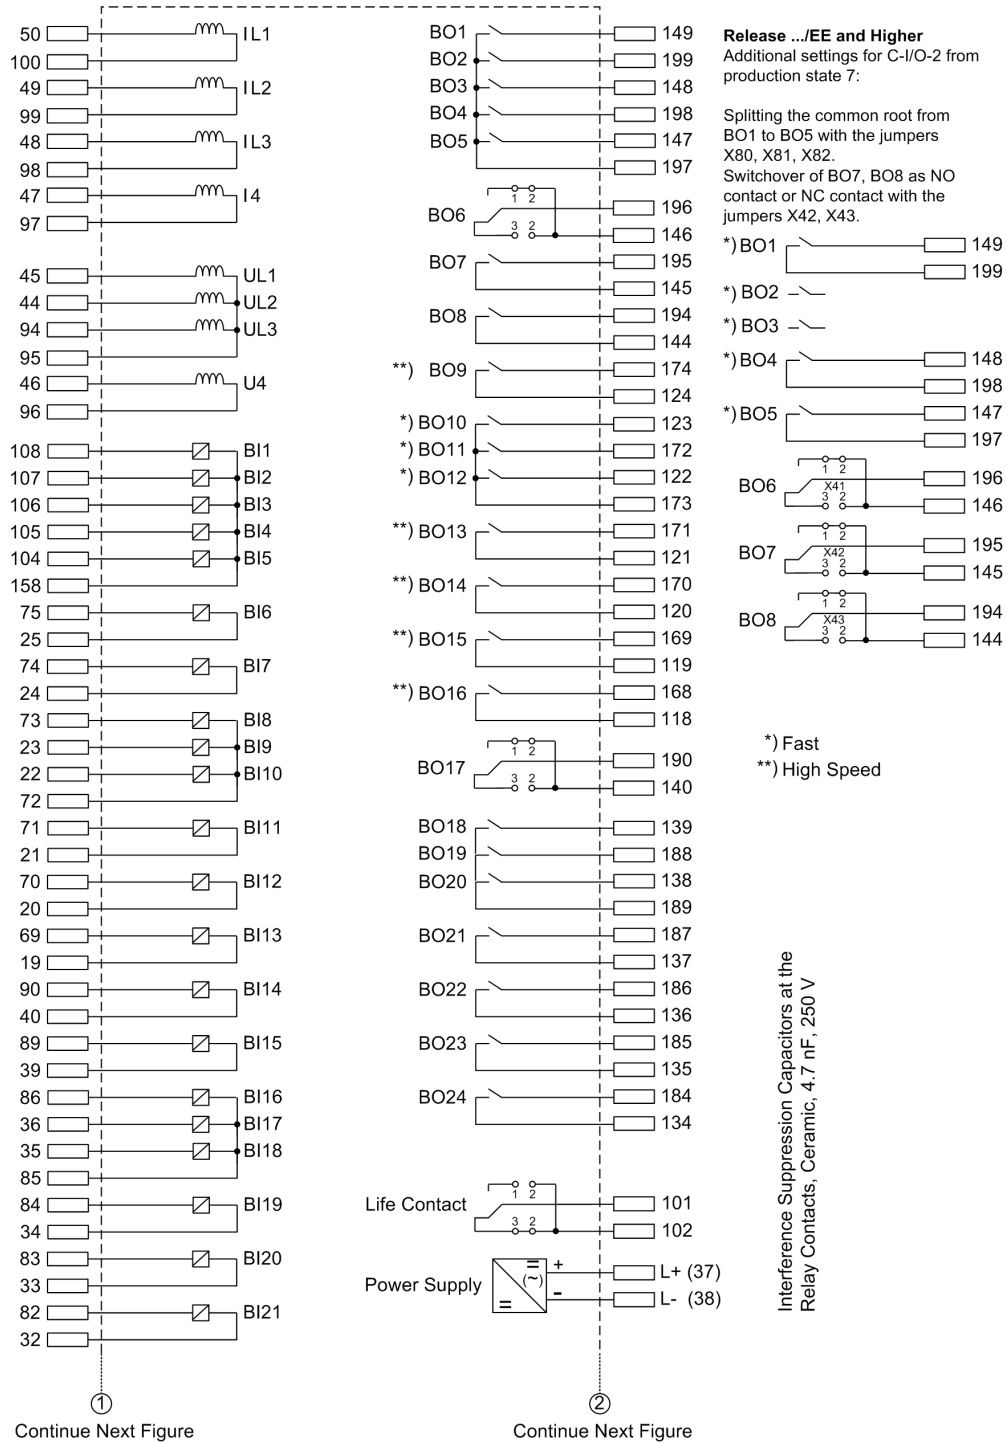 50 IL1
100
49 IL2
99
48 IL3
98
47 I4
97
45 UL1
44 UL2
94 UL3
95
46 U4
96
108 BI1
107 BI2
106 BI3
105 BI4
104 BI5
158
75 BI6
25
74 BI7
24
73 BI8
23 BI9
22 BI10
72
71 BI11
21
70 BI12
20
69 BI13
19
90 BI14
40
89 BI15
39
86 BI16
36 BI17
35 BI18
85
84 BI19
34
83 BI20
33
82 BI21
32
1
Continue Next Figure
BO1 149
BO2 199
BO3 148
BO4 198
BO5 147
197
1 2 196
BO6
3 2 146
BO7 195
145
BO8 194
144
**) BO9 174
124
*) BO10 123
*) BO11 172
*) BO12 122
173
**) BO13 171
121
**) BO14 170
120
**) BO15 169
119
**) BO16 168
118
1 2 190
BO17
3 2 140
BO18 139
BO19 188
BO20 138
189
BO21 187
137
BO22 186
136
BO23 185
135
BO24 184
134
1 2
Life Contact 101
3 2 102
= + L+ (37)
Power Supply (~)
= - L- (38)
2
Continue Next Figure
Release .../EE and Higher
Additional settings for C-I/O-2 from
production state 7:
Splitting the common root from
BO1 to BO5 with the jumpers
X80, X81, X82.
Switchover of BO7, BO8 as NO
contact or NC contact with the
jumpers X42, X43.
*) BO1 149
199
*) BO2
*) BO3
*) BO4 148
198
*) BO5 147
197
1 2 196
BO6 X41
3 2 146
1 2 195
BO7 X42
3 2 145
1 2 194
BO8 X43
3 2 144
*) Fast
**) High Speed
Interference Suppression Capacitors at the
Relay Contacts, Ceramic, 4.7 nF, 250 V